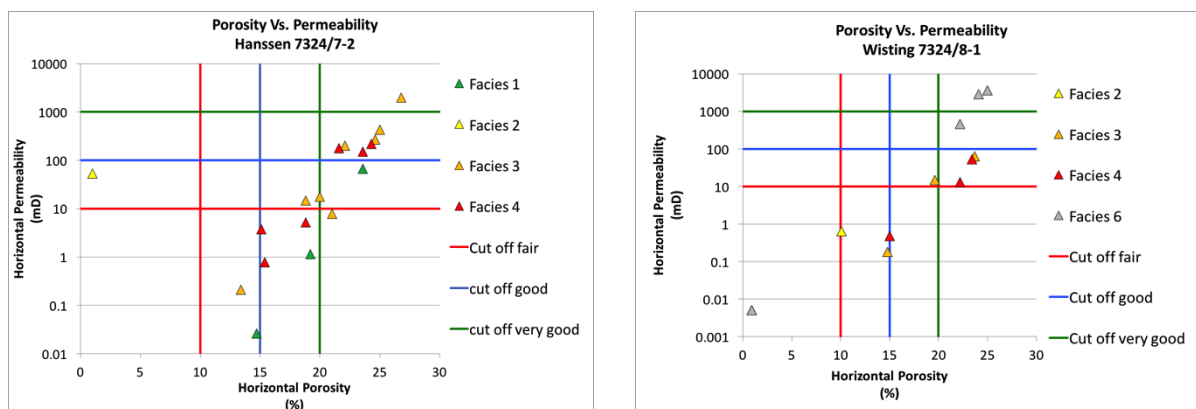 Porosity Vs. Permeability
Hanssen 7324/7-2
Horizontal Permeability
(mD)
10000
1000
100
10
1
0.1
0.01
0
5
10
15
20
25
30
Horizontal Porosity
(%)
Facies 1
Facies 2
Facies 3
Facies 4
Cut off fair
cut off good
cut off very good
Porosity Vs. Permeability
Wisting 7324/8-1
Horizontal Permeability
(mD)
10000
1000
100
10
1
0.1
0.01
0.001
0
5
10
15
20
25
30
Horizontal Porosity
(%)
Facies 2
Facies 3
Facies 4
Facies 6
Cut off fair
Cut off good
Cut off very good